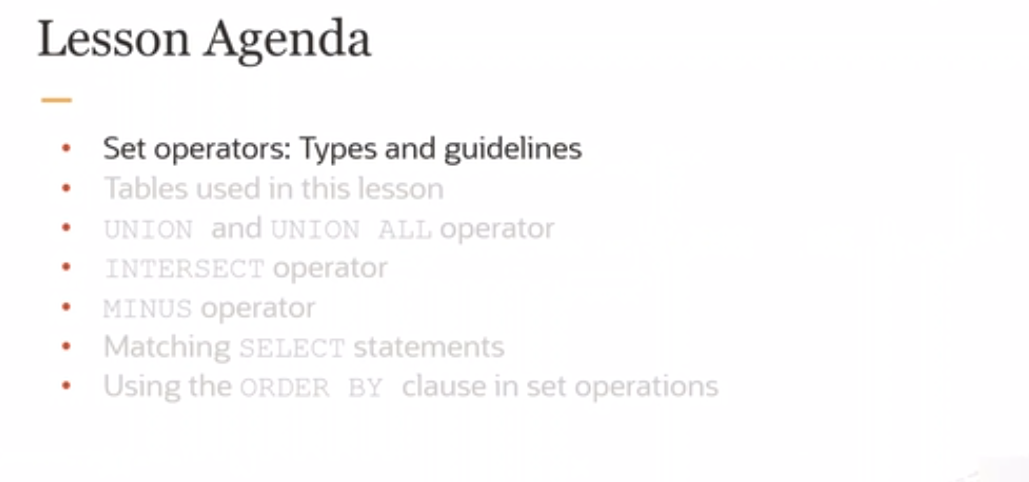 Lesson Agenda
• Set operators: Types and guidelines
• Tables used in this lesson
• UNION and UNION ALL operator
• INTERSECT operator
• MINUS operator
• Matching SELECT statements
• Using the ORDER BY clause in set operations